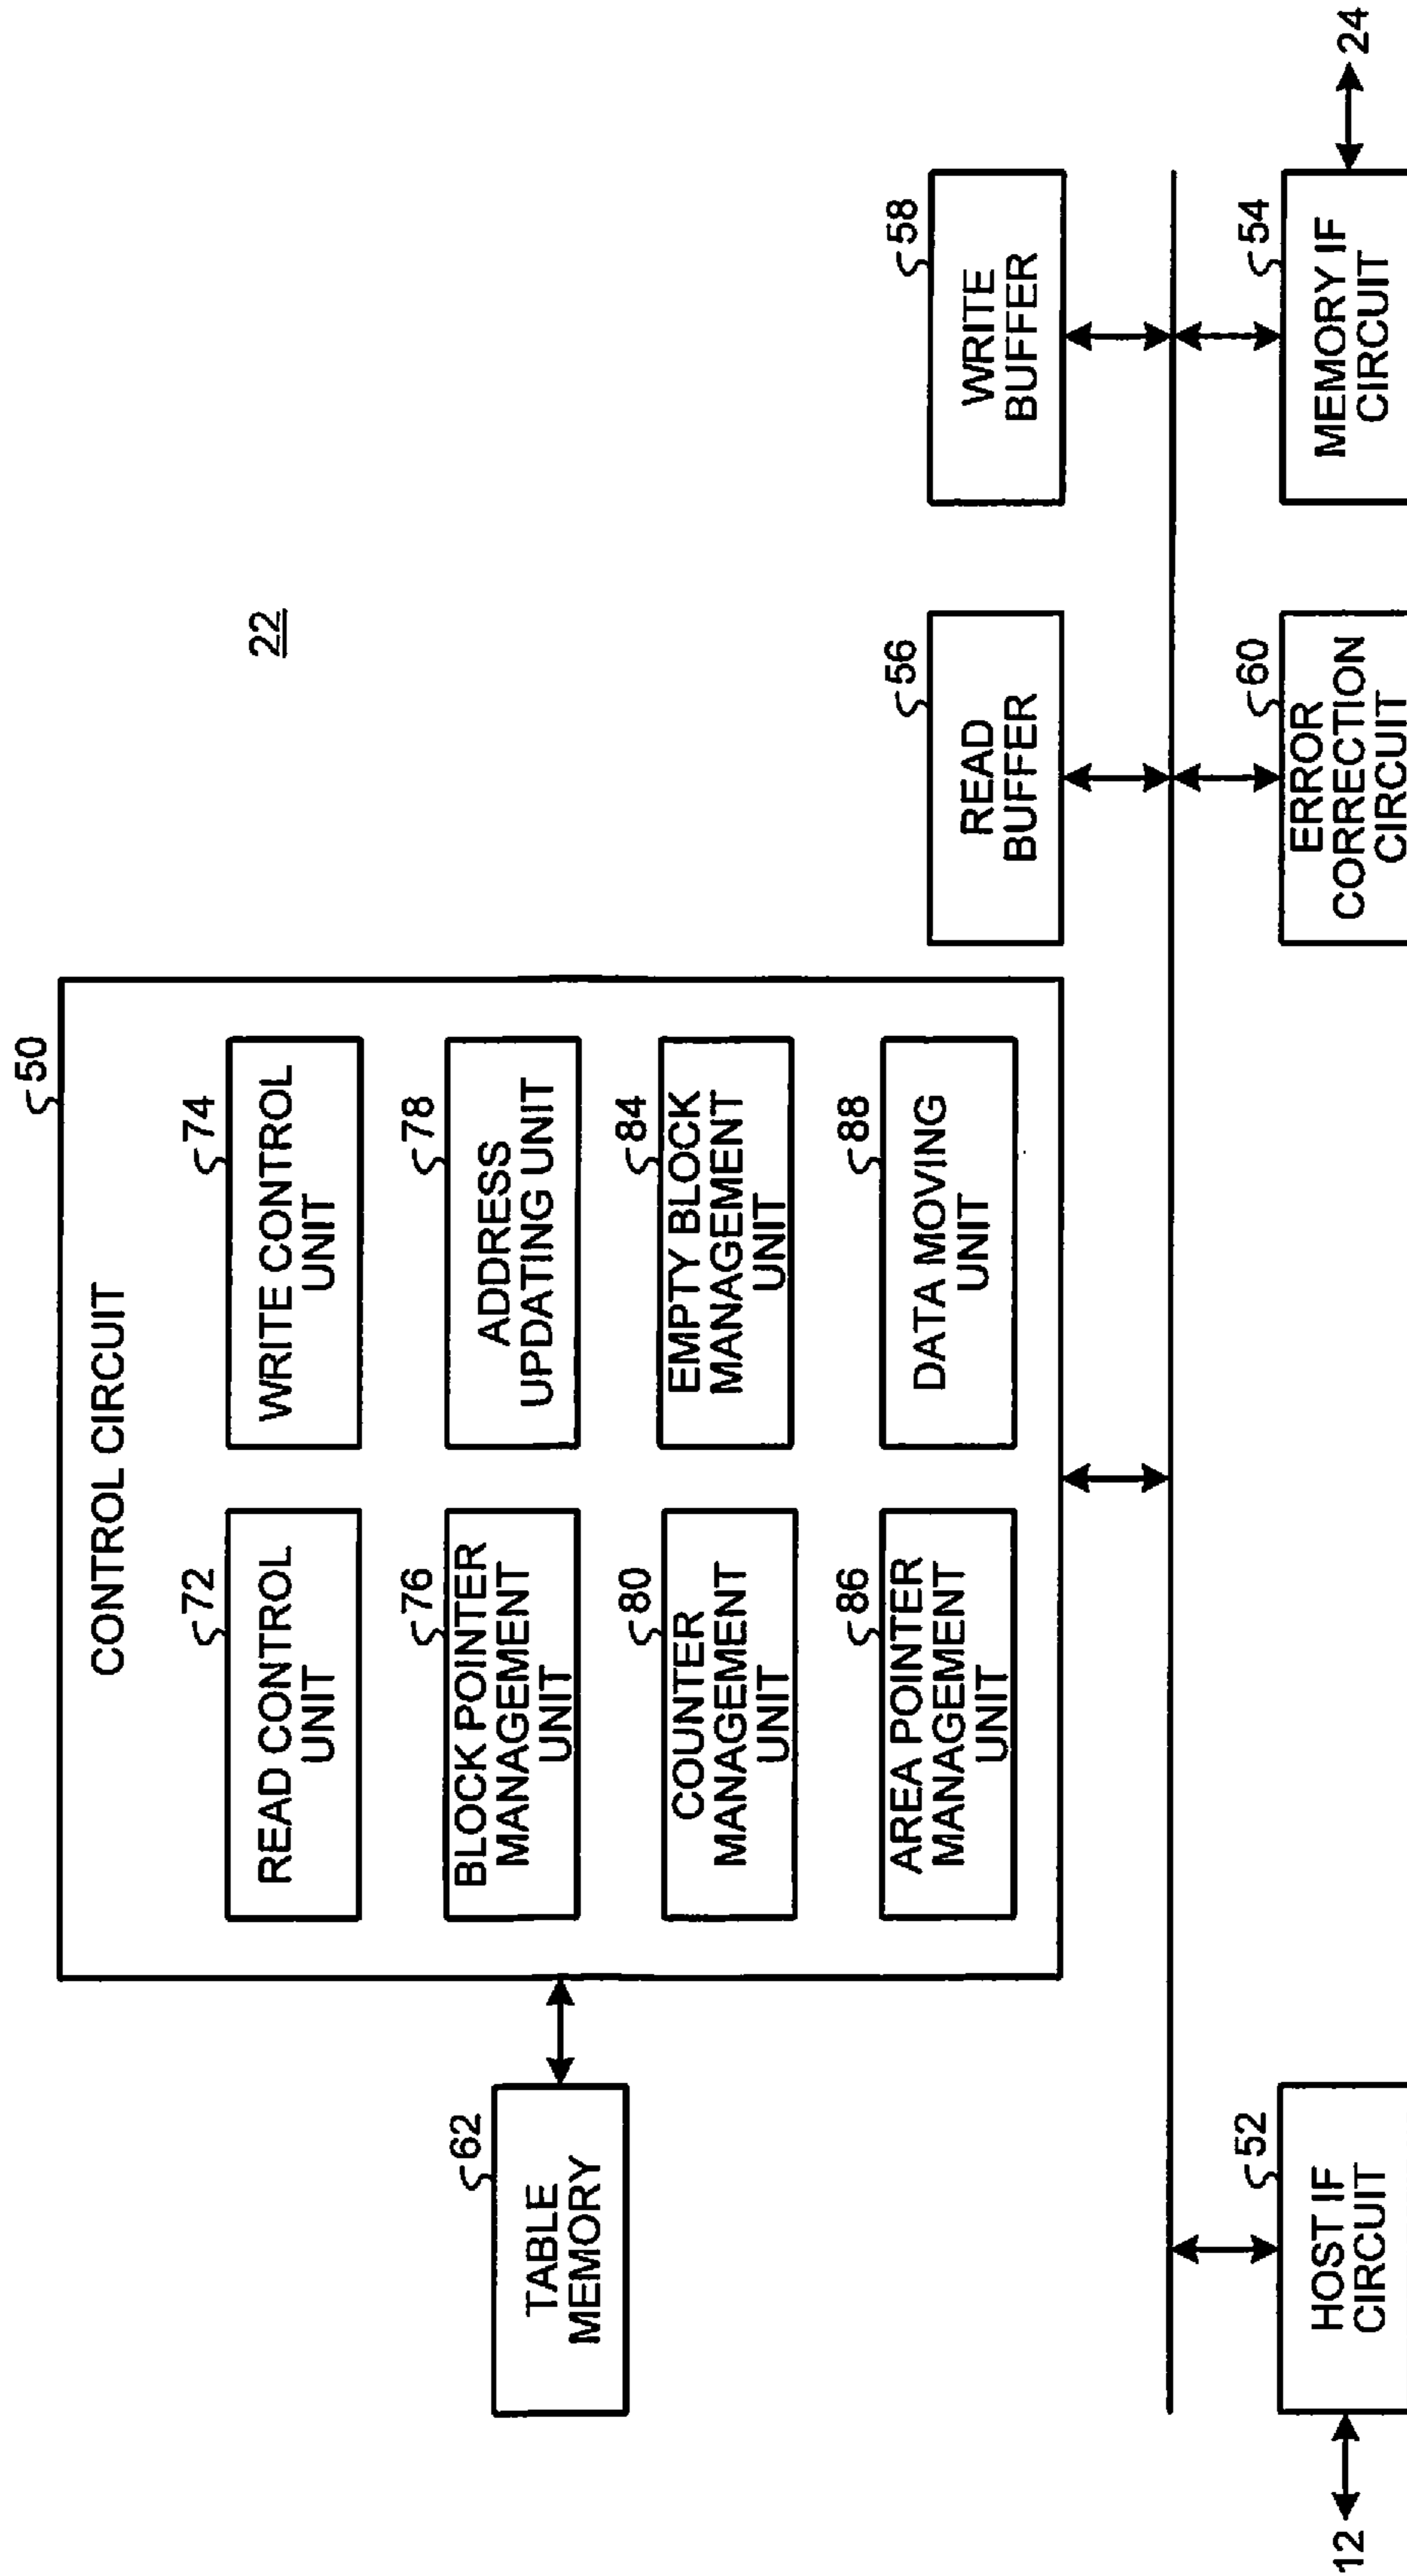 22
50
CONTROL CIRCUIT
72
READ CONTROL
UNIT
74
WRITE CONTROL
UNIT
76
BLOCK POINTER
MANAGEMENT
UNIT
78
ADDRESS
UPDATING UNIT
80
COUNTER
MANAGEMENT
UNIT
84
EMPTY BLOCK
MANAGEMENT
UNIT
86
AREA POINTER
MANAGEMENT
UNIT
88
DATA MOVING
UNIT
62
TABLE
MEMORY
56
READ
BUFFER
58
WRITE
BUFFER
12
52
HOST IF
CIRCUIT
60
ERROR
CORRECTION
CIRCUIT
54
MEMORY IF
CIRCUIT
24